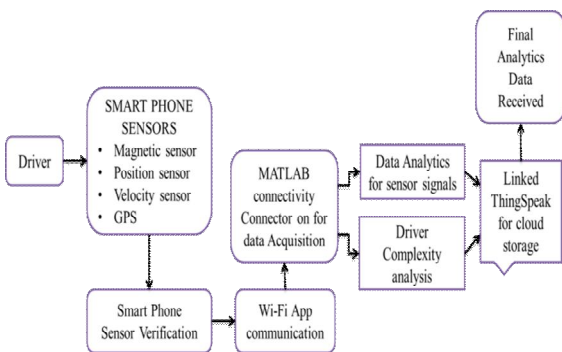 Driver
SMART PHONE
SENSORS
• Magnetic sensor
• Position sensor
• Velocity sensor
• GPS
Smart Phone
Sensor Verification
Wi-Fi App
communication
MATLAB
connectivity
Connector on for
data Acquisition
Data Analytics
for sensor signals
Driver
Complexity
analysis
Linked
ThingSpeak
for cloud
storage
Final
Analytics
Data
Received